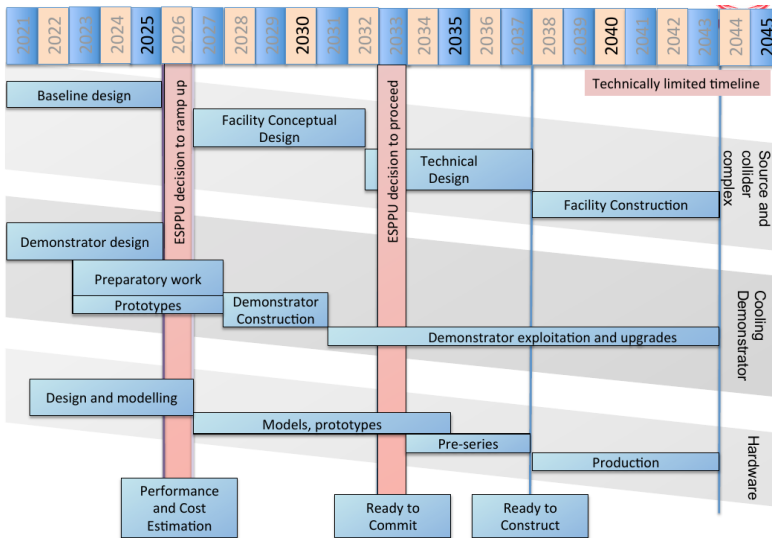 2021 2022 2023 2024 2025 2026 2027 2028 2029 2030 2031 2032 2033 2034 2035 2036 2037 2038 2039 2040 2041 2042 2043 2044 2045
Technically limited timeline
Baseline design
ESPPU decision to ramp up
Facility Conceptual
Design
ESPPU decision to proceed
Technical
Design
Facility Construction
Source and
collider
complex
Demonstrator design
Preparatory work
Prototypes
Demonstrator
Construction
Demonstrator exploitation and upgrades
Cooling
Demonstrator
Design and modelling
Models, prototypes
Pre-series
Production
Hardware
Performance
and Cost
Estimation
Ready to
Commit
Ready to
Construct